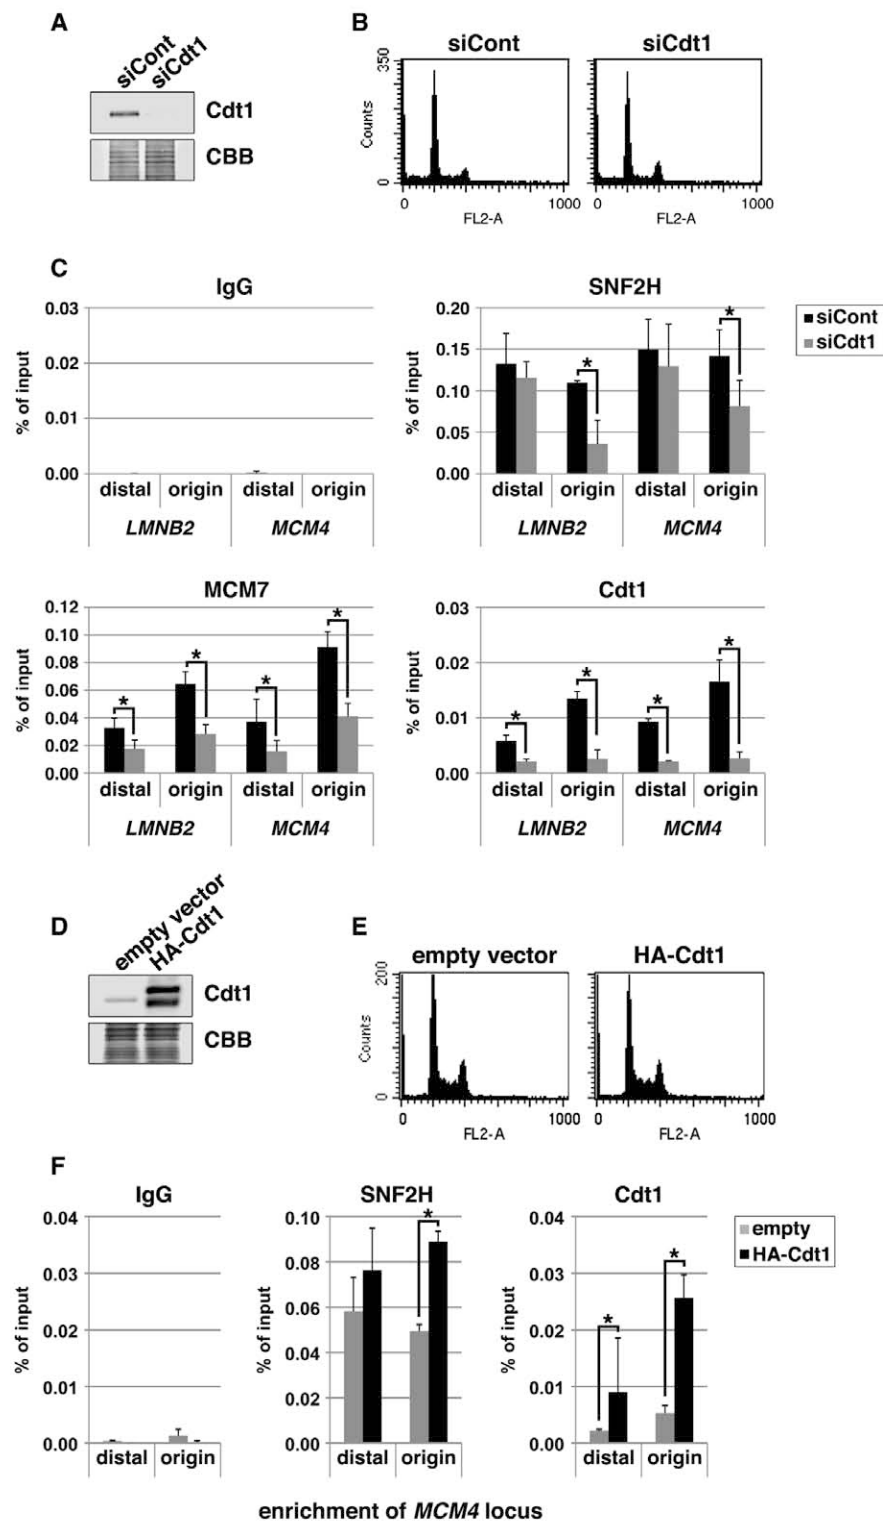 A
siCont
siCdt1
Cdt1
CBB
B
siCont
siCdt1
350
Counts
0
0
1000
FL2-A
0
1000
FL2-A
C
IgG
% of input
0.03
0.02
0.01
0.00
distal
origin
distal
origin
LMNB2
MCM4
SNF2H
% of input
0.20
0.15
0.10
0.05
0.00
*
*
distal
origin
distal
origin
LMNB2
MCM4
siCont
siCdt1
MCM7
% of input
0.12
0.10
0.08
0.06
0.04
0.02
0.00
*
*
*
*
distal
origin
distal
origin
LMNB2
MCM4
Cdt1
% of input
0.03
0.02
0.01
0.00
*
*
*
*
distal
origin
distal
origin
LMNB2
MCM4
D
empty vector
HA-Cdt1
Cdt1
CBB
E
empty vector
HA-Cdt1
200
Counts
0
0
1000
FL2-A
0
1000
FL2-A
F
IgG
% of input
0.04
0.03
0.02
0.01
0.00
distal
origin
SNF2H
% of input
0.10
0.08
0.06
0.04
0.02
0.00
*
distal
origin
Cdt1
% of input
0.04
0.03
0.02
0.01
0.00
*
*
distal
origin
empty
HA-Cdt1
enrichment of MCM4 locus